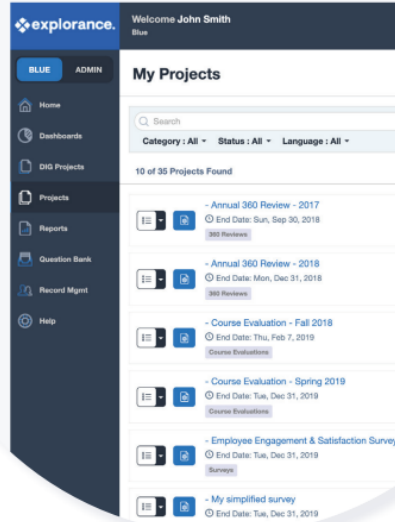 explorance.
Welcome John Smith
Blue
BLUE ADMIN
My Projects
Home
Search
Dashboards
Category : All Status : All Language : All
DIG Projects
10 of 35 Projects Found
Projects
- Annual 360 Review - 2017
End Date: Sun, Sep 30, 2018
Reports
360 Reviews
Question Bank
- Annual 360 Review - 2018
End Date: Mon, Dec 31, 2018
Record Mgmt
360 Reviews
Help
- Course Evaluation - Fall 2018
End Date: Thu, Feb 7, 2019
Course Evaluations
- Course Evaluation - Spring 2019
End Date: Tue, Dec 31, 2019
Course Evaluations
- Employee Engagement & Satisfaction Survey
End Date: Tue, Dec 31, 2019
Surveys
- My simplified survey
End Date: Tue, Dec 31, 2019